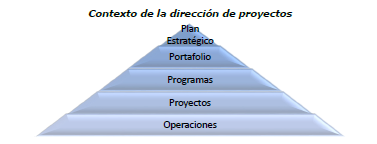 Contexto de la dirección de proyectos
Plan
Estratégico
Portafolio
Programas
Proyectos
Operaciones